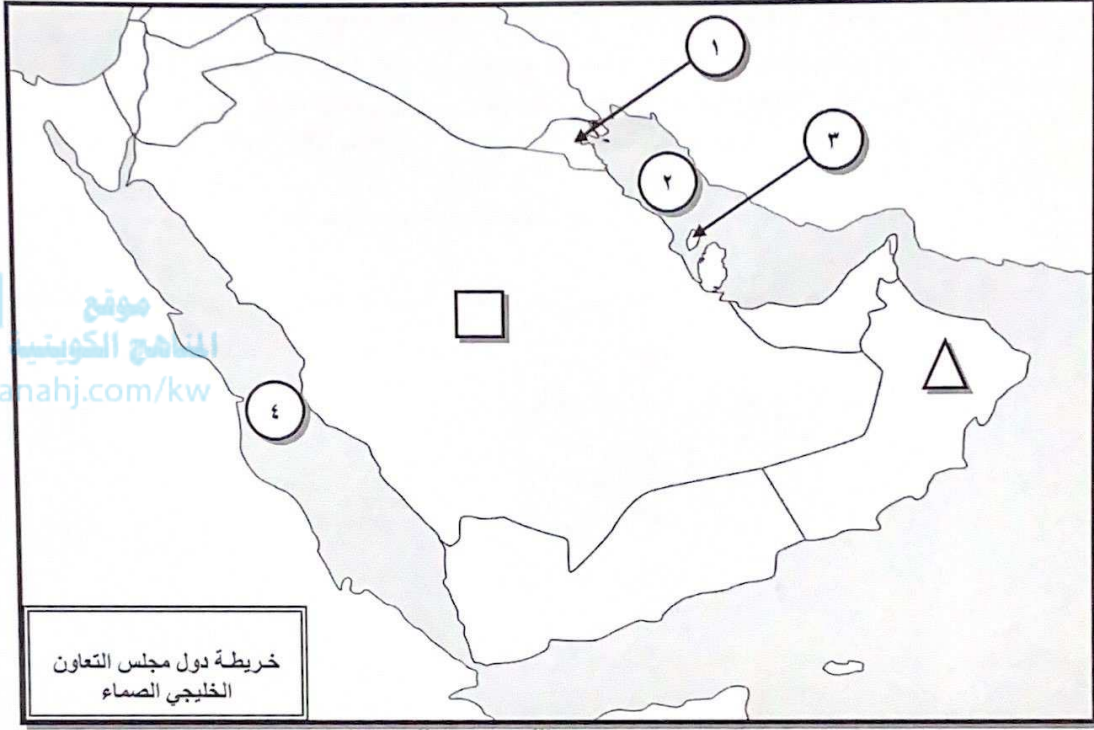 ١
٣
٢
موقع
المناهج الكويتية
anahj.com/kw
٤
خريطة دول مجلس التعاون
الخليجي الصماء